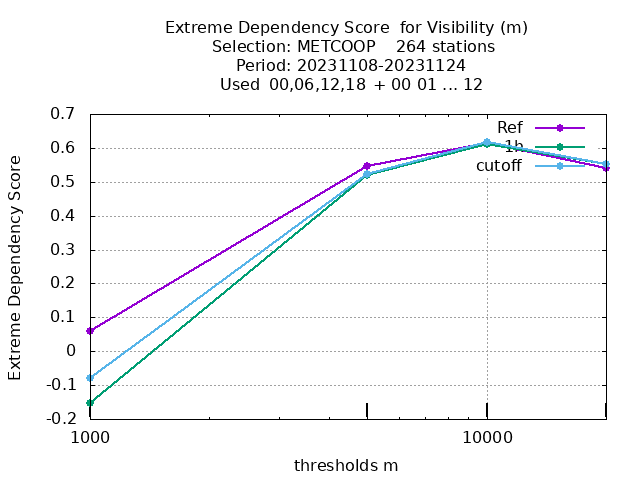 Extreme Dependency Score  for Visibility (m)
Selection: METCOOP    264 stations
Period: 20231108-20231124
Used  00,06,12,18  + 00 01 ... 12
Extreme Dependency Score
0.7
0.6
0.5
0.4
0.3
0.2
0.1
0
-0.1
-0.2
Ref
1b
cutoff
1000
10000
thresholds m